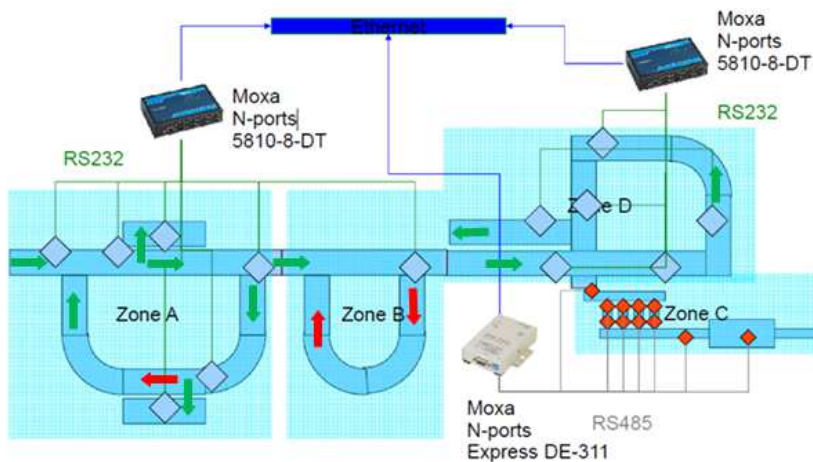 Ethernet
Moxa
N-ports
5810-8-DT
Moxa
N-ports
5810-8-DT
RS232
RS232
Zone D
Zone A
Zone B
Zone C
Moxa
N-ports
Express DE-311
RS485